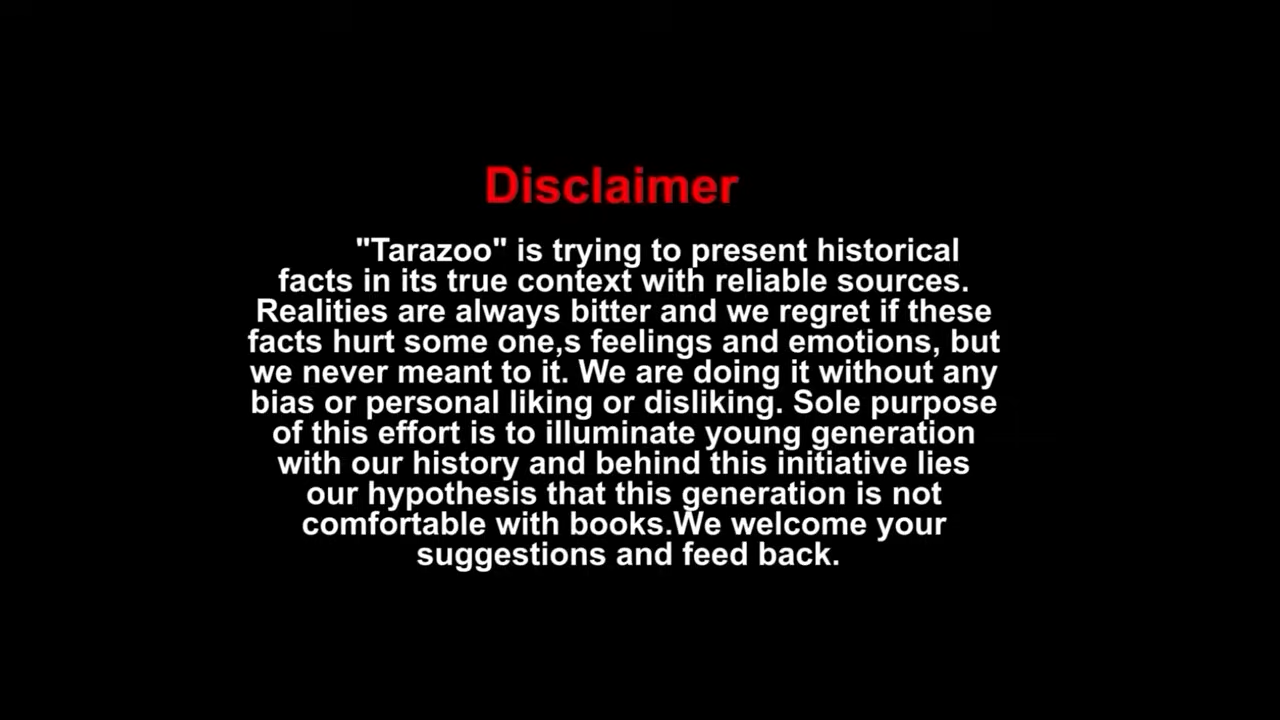 Disclaimer
"Tarazoo" is trying to present historical
facts in its true context with reliable sources.
Realities are always bitter and we regret if these
facts hurt some one,s feelings and emotions, but
we never meant to it. We are doing it without any
bias or personal liking or disliking. Sole purpose
of this effort is to illuminate young generation
with our history and behind this initiative lies
our hypothesis that this generation is not
comfortable with books.We welcome your
suggestions and feed back.